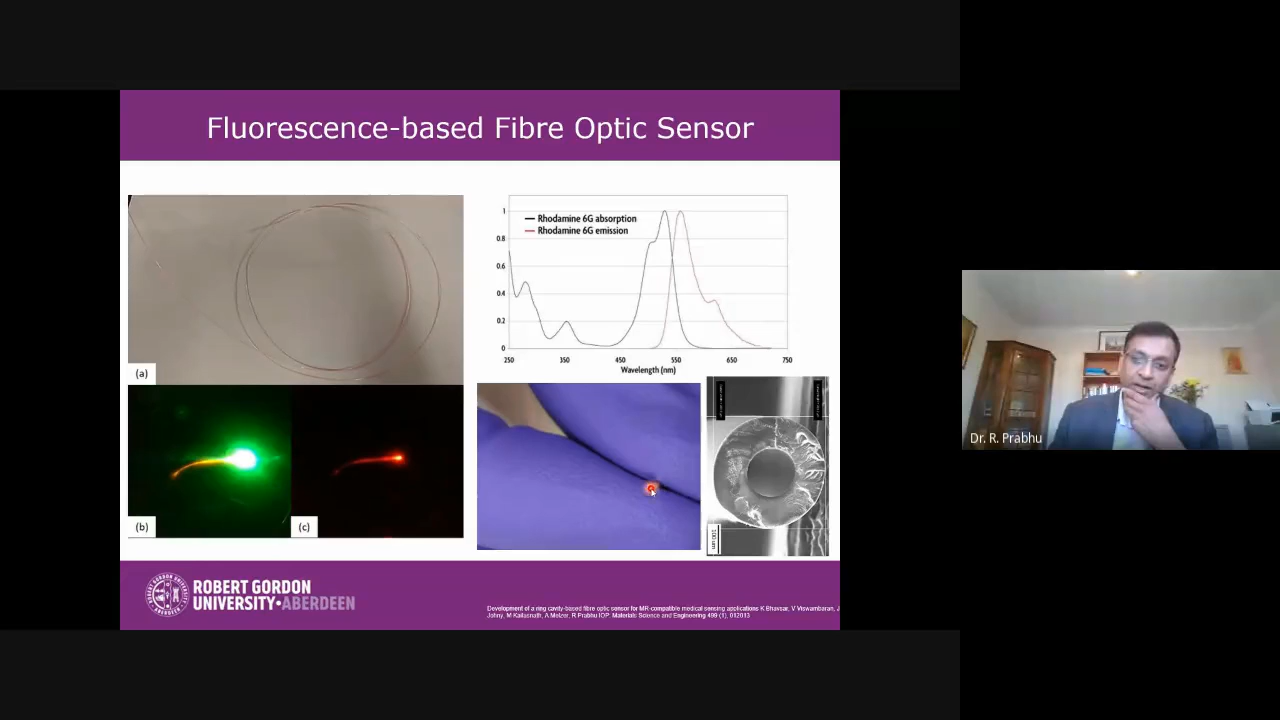 Fluorescence-based Fibre Optic Sensor
(a)
(b)
(c)
Rhodamine 6G absorption
Rhodamine 6G emission
1
0.8
0.6
0.4
0.2
0
250 350 450 550 650 750
Wavelength (nm)
100 um
ROBERT GORDON
UNIVERSITY•ABERDEEN
Development of a ring cavity-based fibre optic sensor for MR-compatible medical sensing applications K Bhavsar, V Viswambaran, J
Johny, M Kailasnath, A Melzer, R Prabhu IOP: Materials Science and Engineering 499 (1), 012013
Dr. R. Prabhu